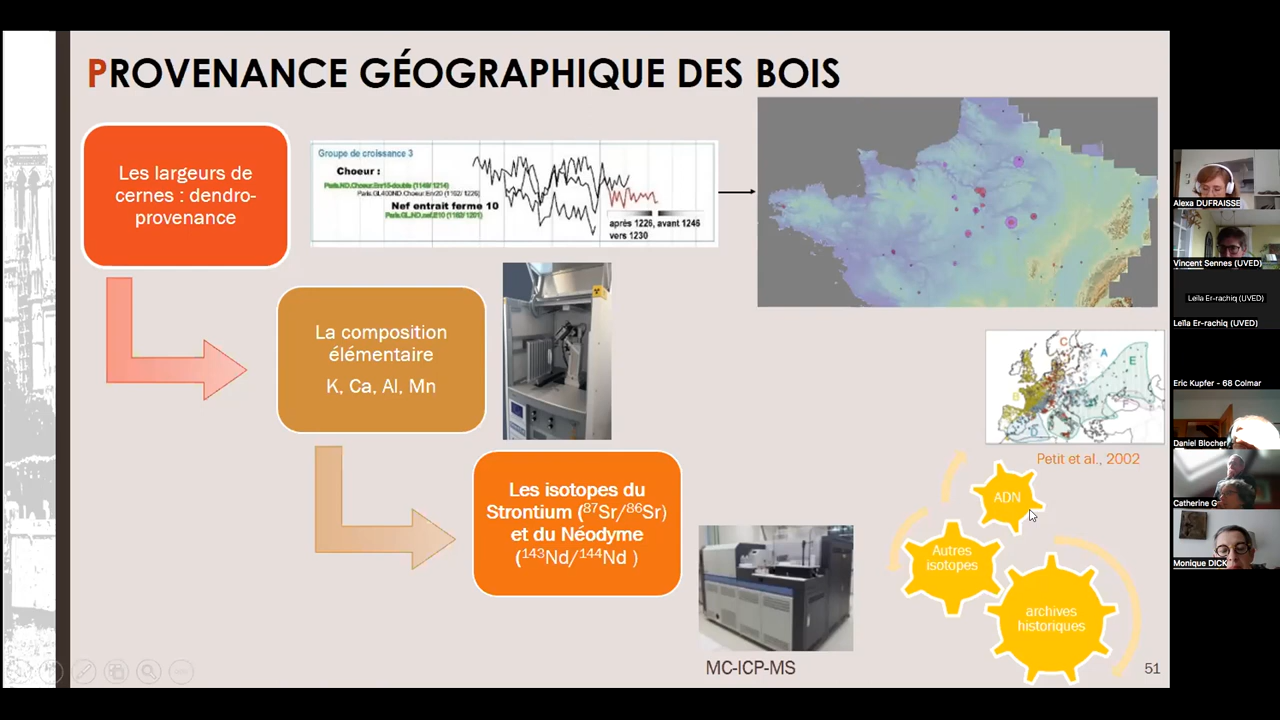 PROVENANCE GÉOGRAPHIQUE DES BOIS
Les largeurs de
cernes : dendro-
provenance
Groupe de croissance 3
Choeur :
Nef entrait ferme 10
après 1226, avant 1246
vers 1230
La composition
élémentaire
K, Ca, Al, Mn
Les isotopes du
Strontium (⁸⁷Sr/⁸⁶Sr)
et du Néodyme
(¹⁴³Nd/¹⁴⁴Nd )
MC-ICP-MS
C
A
E
B
Petit et al., 2002
ADN
Autres
isotopes
archives
historiques
51
Alexa DUFRAISSE
Vincent Sennes (UVED)
Leïla Er-rachiq (UVED)
Leïla Er-rachiq (UVED)
Eric Kupfer - 68 Colmar
Daniel Blocher
Catherine G
Monique DICK